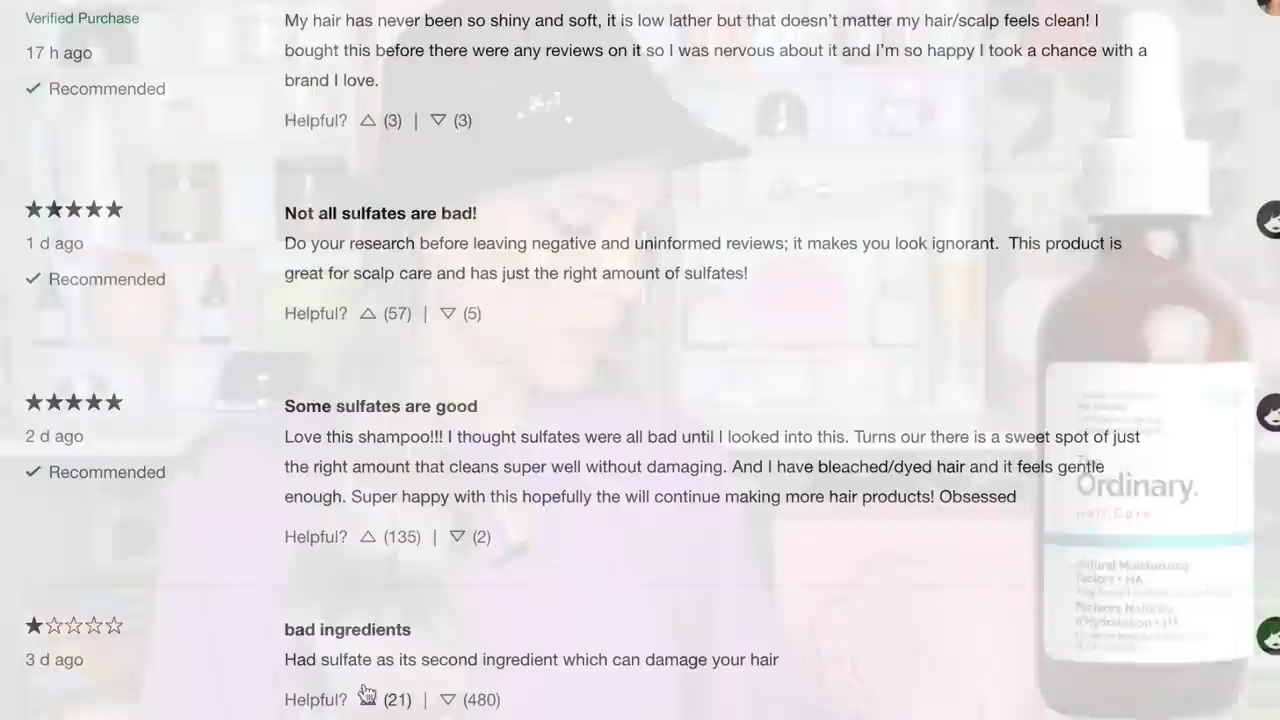 Verified Purchase
17 h ago
Recommended
My hair has never been so shiny and soft, it is low lather but that doesn't matter my hair/scalp feels clean! I
bought this before there were any reviews on it so I was nervous about it and I'm so happy I took a chance with a
brand I love.
Helpful? (3) | (3)
1 d ago
Recommended
Not all sulfates are bad!
Do your research before leaving negative and uninformed reviews; it makes you look ignorant. This product is
great for scalp care and has just the right amount of sulfates!
Helpful? (57) | (5)
2 d ago
Recommended
Some sulfates are good
Love this shampoo!!! I thought sulfates were all bad until I looked into this. Turns our there is a sweet spot of just
the right amount that cleans super well without damaging. And I have bleached/dyed hair and it feels gentle
enough. Super happy with this hopefully the will continue making more hair products! Obsessed
Helpful? (135) | (2)
3 d ago
bad ingredients
Had sulfate as its second ingredient which can damage your hair
Helpful? (21) | (480)
The
Ordinary.
Hair Care
Natural Moisturizing
Factors + HA